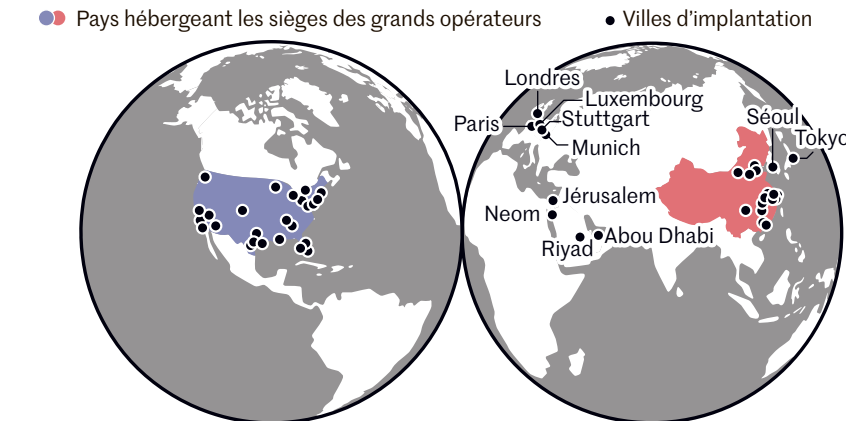 Pays hébergeant les sièges des grands opérateurs
Villes d’implantation
Londres
Luxembourg
Paris
Stuttgart
Munich
Séoul
Tokyo
Jérusalem
Neom
Riyad
Abou Dhabi